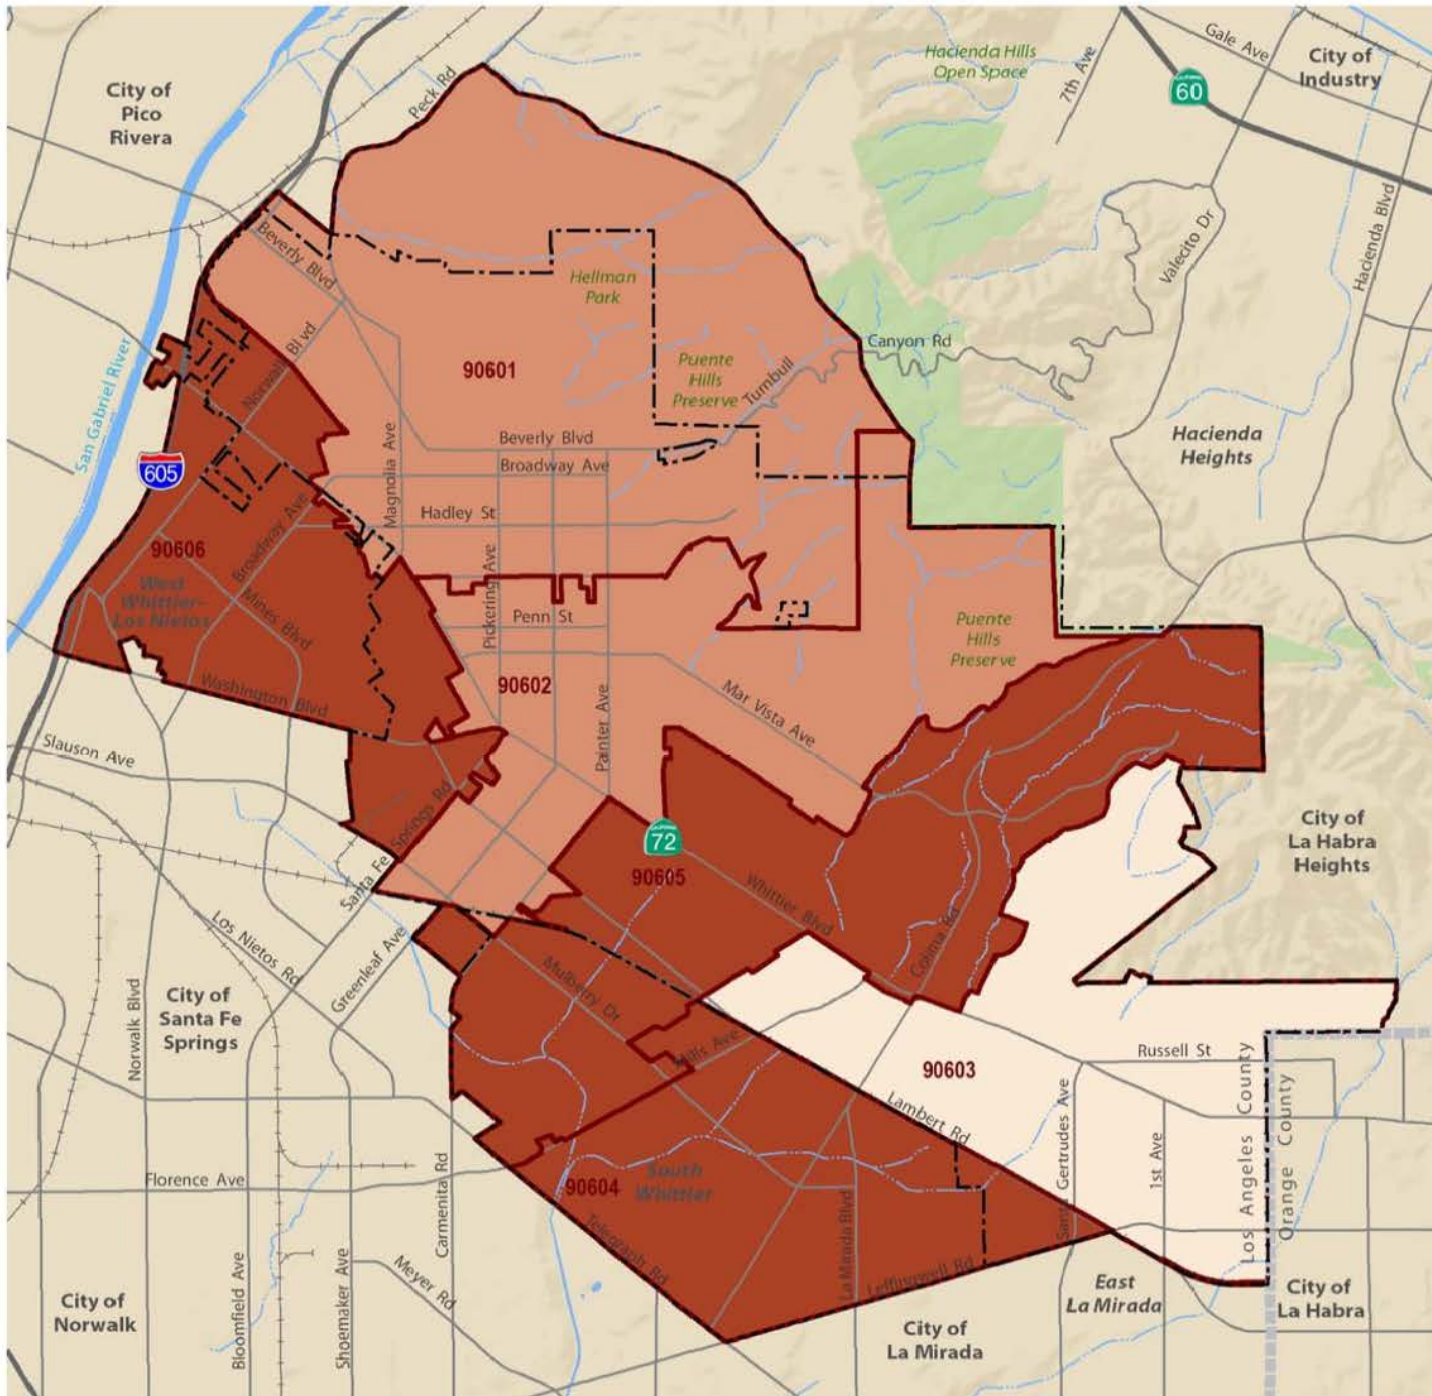 Hacienda Hills
Open Space
7th Ave
Gale Ave
City of
Industry
60
City of
Pico
Rivera
Peck Rd
Hacienda Blvd
Valecito Dr
Beverly Blvd
Hellman
Park
San Gabriel River
Norwalk Blvd
90601
Puente
Hills
Preserve
Turnbull
Canyon Rd
605
Magnolia Ave
Beverly Blvd
Broadway Ave
Hacienda
Heights
Hadley St
Broadway Ave
90606
West
Whittier-
Los Nietos
Mines Blvd
Pickering Ave
Penn St
Puente
Hills
Preserve
90602
Washington Blvd
Painter Ave
Mar Vista Ave
Slauson Ave
Santa Fe Springs Rd
CALIFORNIA
72
90605
Whittier Blvd
City of
La Habra
Heights
Colima Rd
Los Nietos Rd
Greenleaf Ave
Mulberry Dr
City of
Santa Fe
Springs
Norwalk Blvd
Mills Ave
90603
Russell St
Lambert Rd
Santa Gertrudes Ave
1st Ave
Los Angeles County
Orange County
Florence Ave
Carmenita Rd
90604
South
Whittier
Telegraph Rd
La Mirada Blvd
Leffingwell Rd
Bloomfield Ave
Shoemaker Ave
Meyer Rd
City of
Norwalk
East
La Mirada
City of
La Habra
City of
La Mirada